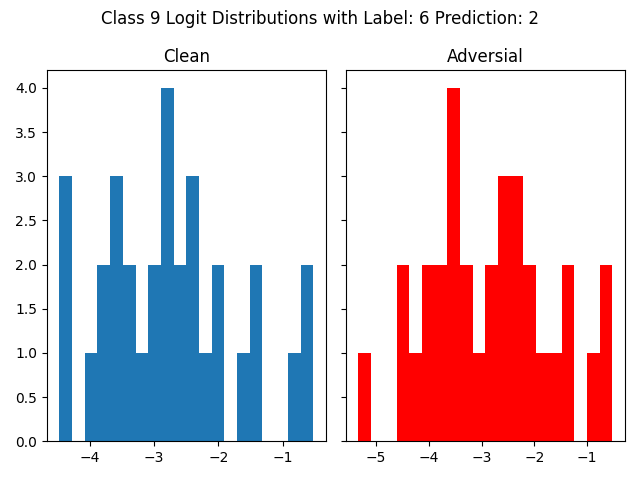 Class 9 Logit Distributions with Label: 6 Prediction: 2
Clean
Adversial
4.0
3.5
3.0
2.5
2.0
1.5
1.0
0.5
0.0
−4 −3 −2 −1
−5 −4 −3 −2 −1